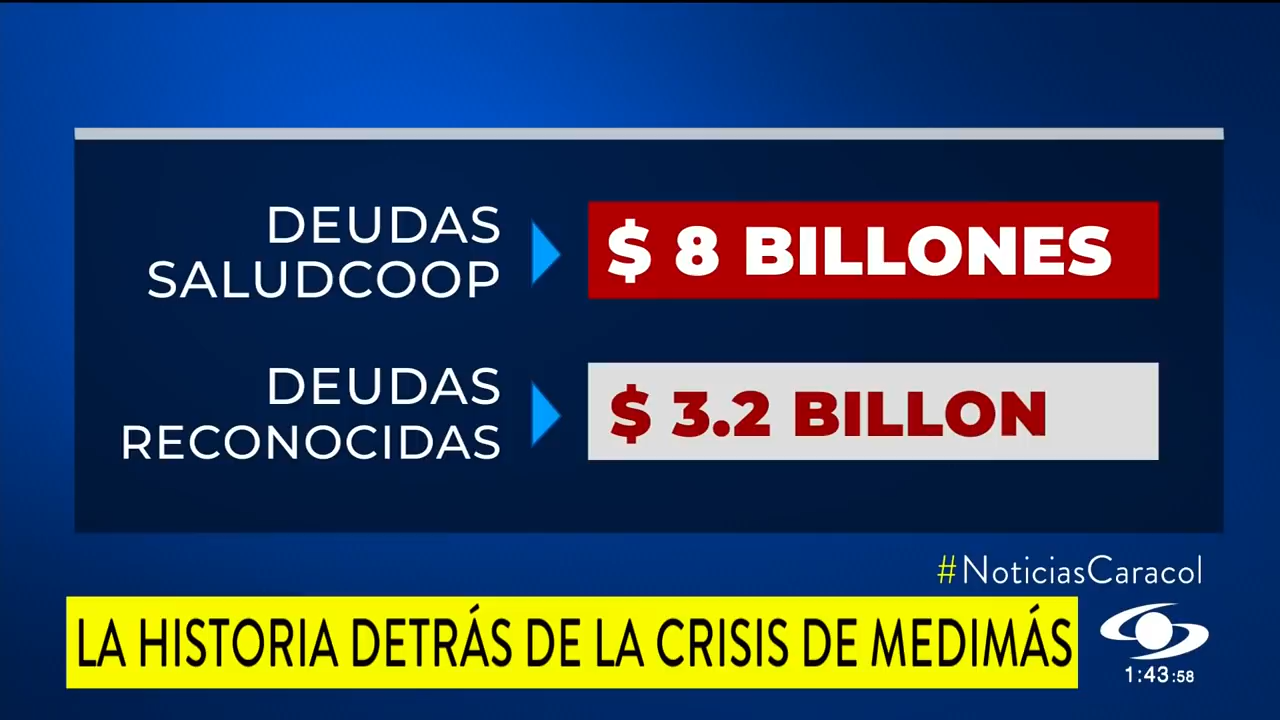 DEUDAS
SALUDCOOP
$ 8 BILLONES
DEUDAS
RECONOCIDAS
$ 3.2 BILLON
#NoticiasCaracol
LA HISTORIA DETRÁS DE LA CRISIS DE MEDIMÁS
1:43:58